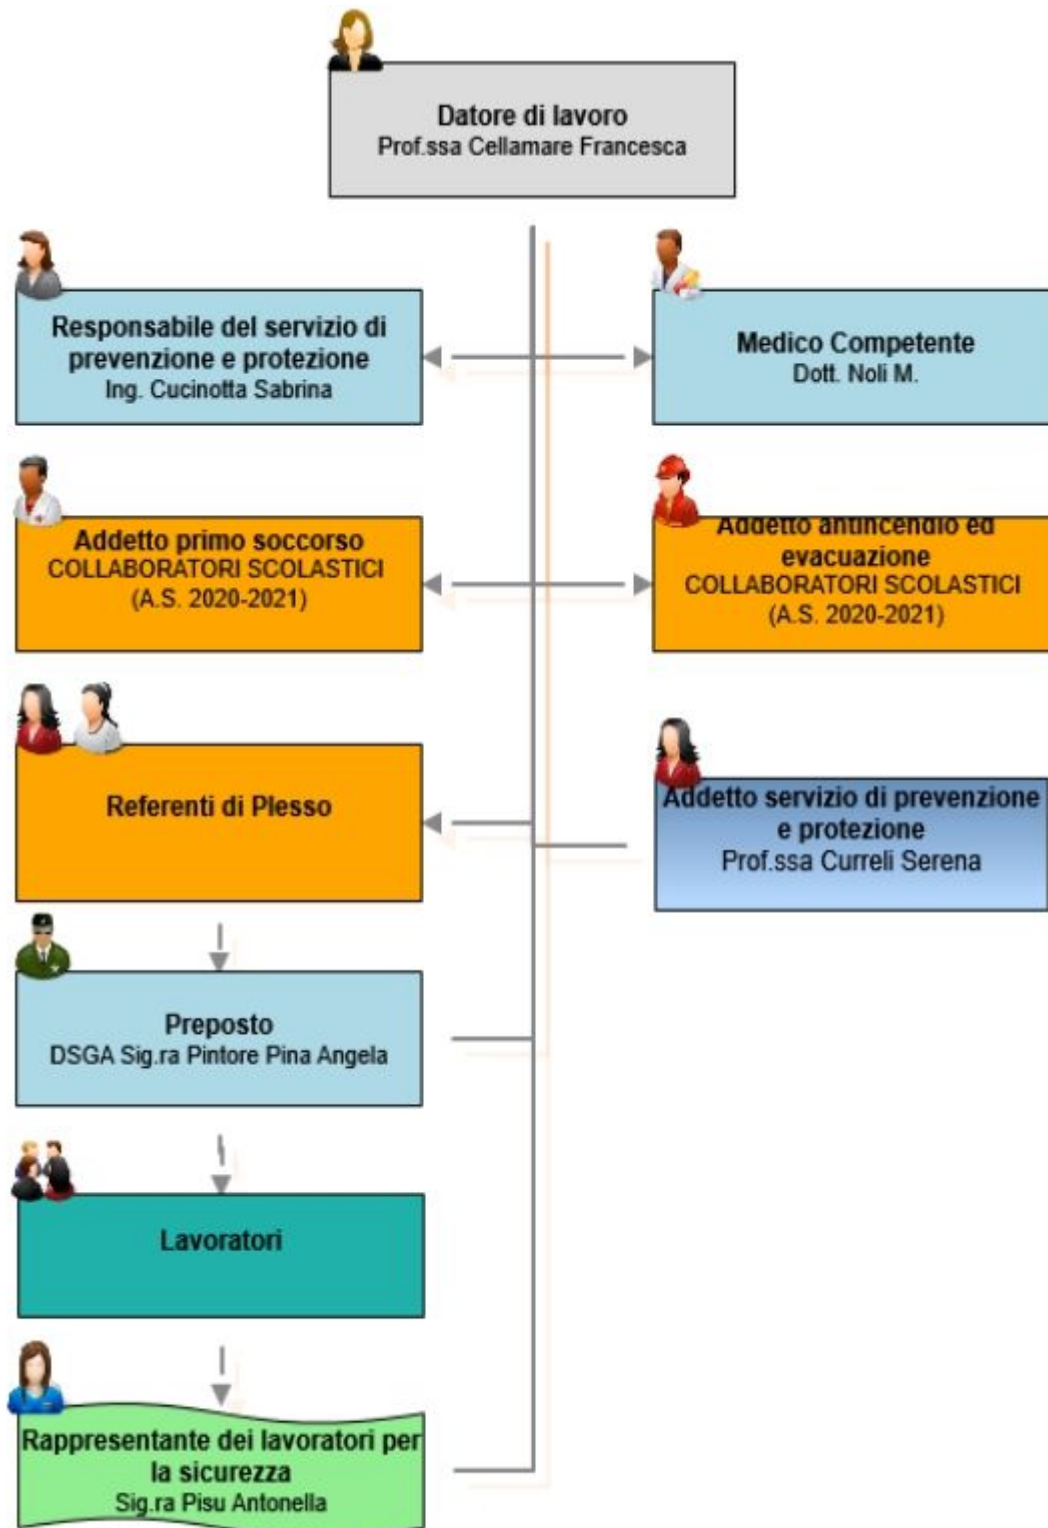 Datore di lavoro
Prof.ssa Cellamare Francesca
Responsabile del servizio di
prevenzione e protezione
Ing. Cucinotta Sabrina
Medico Competente
Dott. Noli M.
Addetto primo soccorso
COLLABORATORI SCOLASTICI
(A.S. 2020-2021)
Addetto antincendio ed
evacuazione
COLLABORATORI SCOLASTICI
(A.S. 2020-2021)
Referenti di Plesso
Addetto servizio di prevenzione
e protezione
Prof.ssa Curreli Serena
Preposto
DSGA Sig.ra Pintore Pina Angela
Lavoratori
Rappresentante dei lavoratori per
la sicurezza
Sig.ra Pisu Antonella